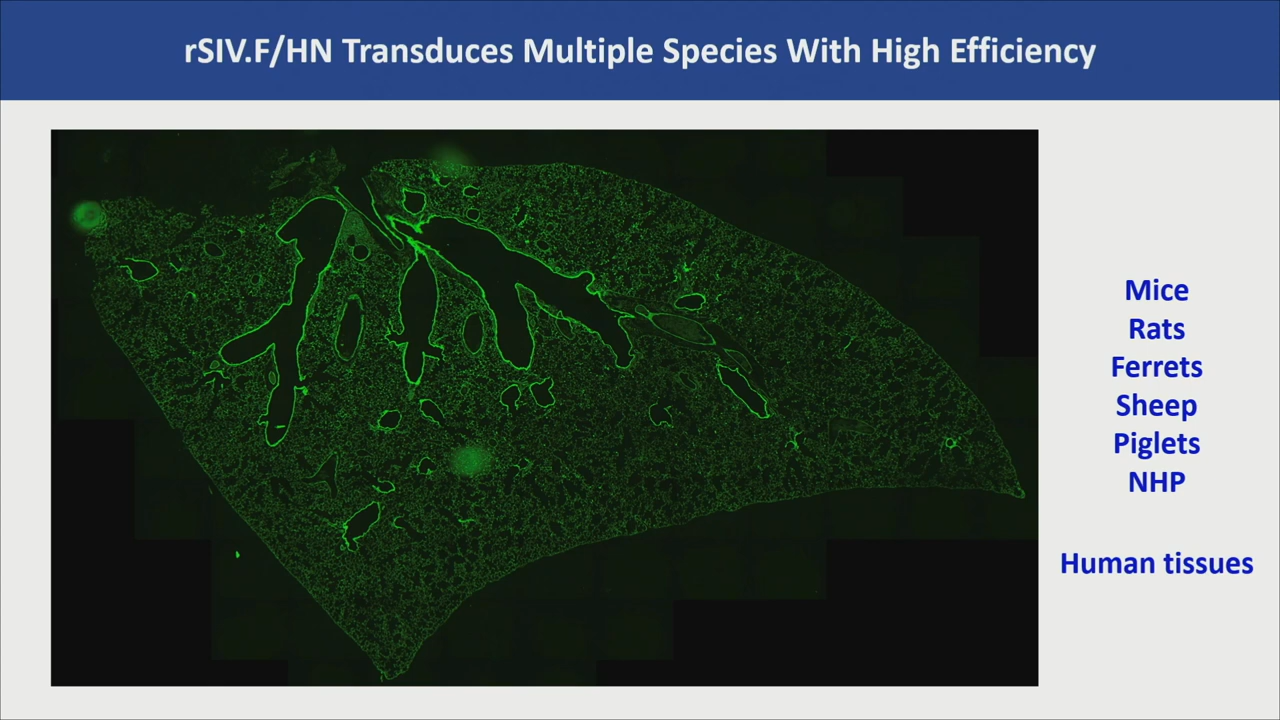 rSIV.F/HN Transduces Multiple Species With High Efficiency
Mice
Rats
Ferrets
Sheep
Piglets
NHP
Human tissues